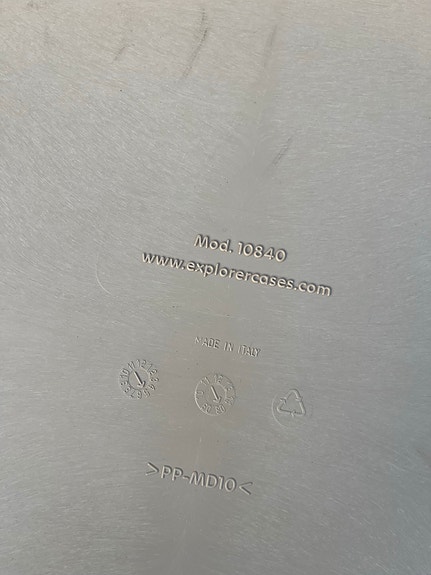 Mod. 10840
www.explorercases.com
MADE IN ITALY
>PP-MD10<